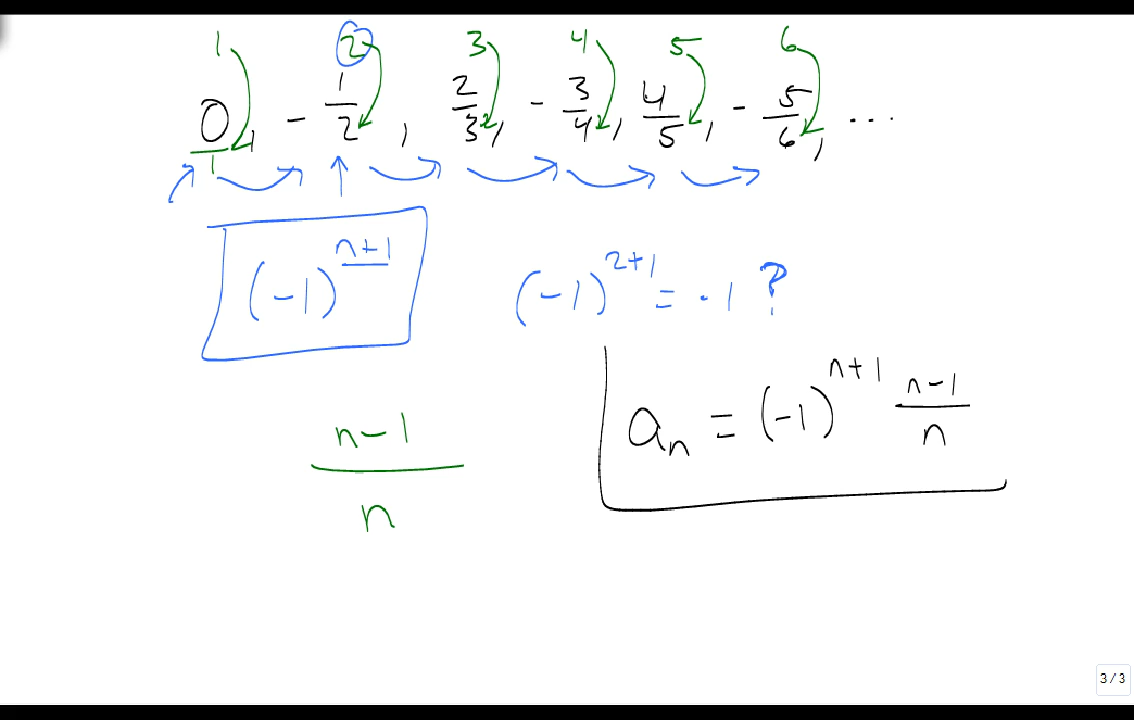 1 2 3 4 5 6
0/1, - 1/2, 2/3, - 3/4, 4/5, - 5/6, ...
(-1)^(n+1) (-1)^(2+1) = -1 ?
(n-1)/n
a_n = (-1)^(n+1) (n-1)/n
3/3